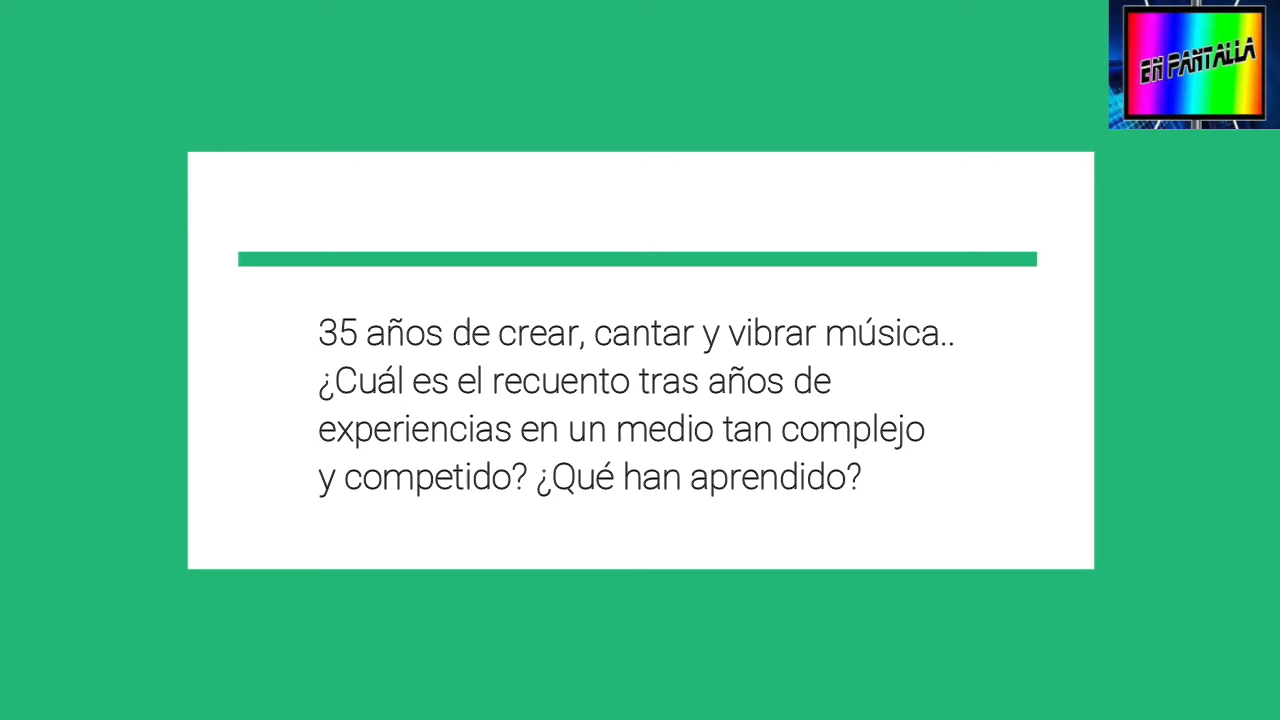 EN PANTALLA
35 años de crear, cantar y vibrar música..
¿Cuál es el recuento tras años de
experiencias en un medio tan complejo
y competido? ¿Qué han aprendido?